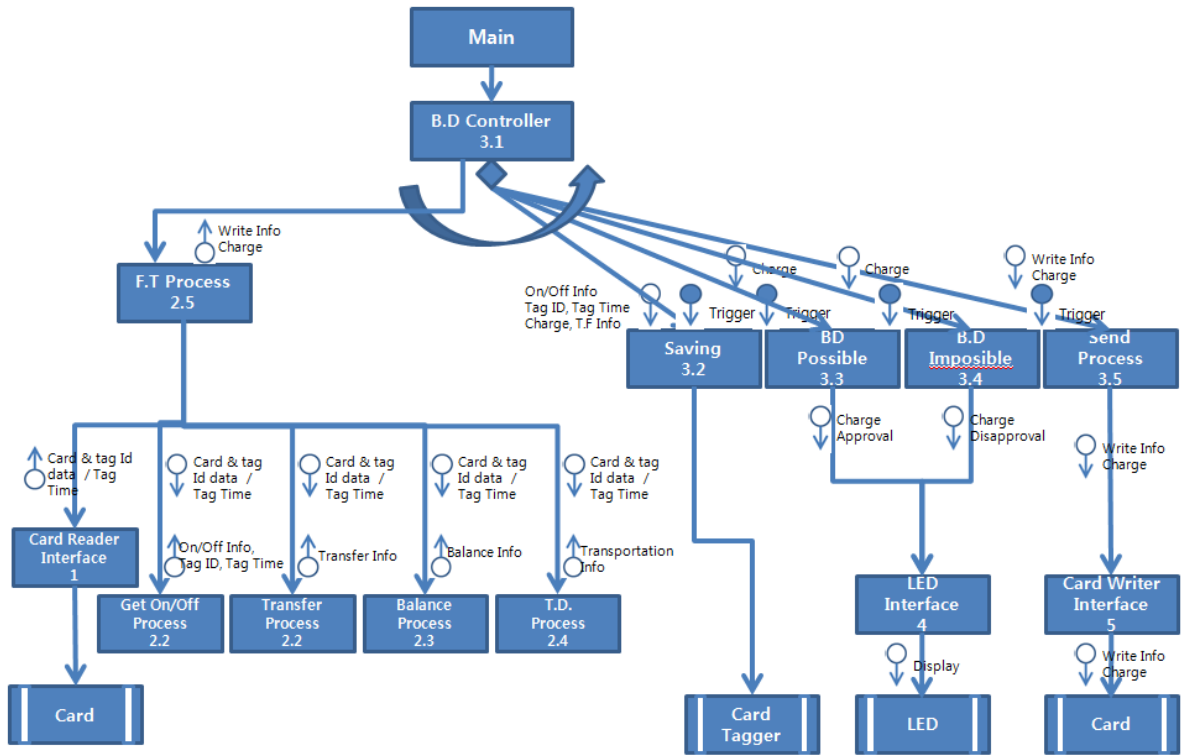 Main
B.D Controller
3.1
Write Info
Charge
F.T Process
2.5
On/Off Info
Tag ID, Tag Time
Charge, T.F Info
Trigger
Charge
Trigger
Charge
Trigger
Write Info
Charge
Trigger
Saving
3.2
BD
Possible
3.3
B.D
Imposible
3.4
Send
Process
3.5
Charge
Approval
Charge
Disapproval
Write Info
Charge
Card & tag Id
data / Tag
Time
Card & tag
Id data /
Tag Time
Card & tag
Id data /
Tag Time
Card & tag
Id data /
Tag Time
Card & tag
Id data /
Tag Time
Card Reader
Interface
1
On/Off Info,
Tag ID, Tag Time
Transfer Info
Balance Info
Transportation
Info
Get On/Off
Process
2.2
Transfer
Process
2.2
Balance
Process
2.3
T.D.
Process
2.4
LED
Interface
4
Card Writer
Interface
5
Display
Write Info
Charge
Card
Card
Tagger
LED
Card